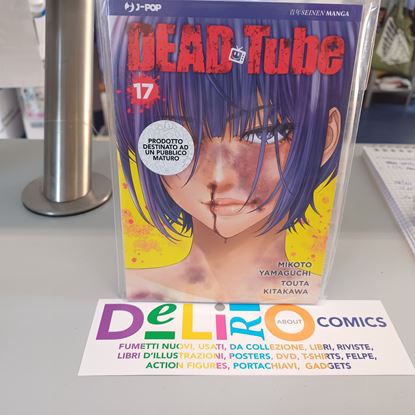 J-POP
SEINEN MANGA
DEAD Tube
17
PRODOTTO
DESTINATO AD
UN PUBBLICO
MATURO
MIKOTO
YAMAGUCHI
TOUTA
KITAKAWA
DeLiRiO ABOUT COMICS
FUMETTI NUOVI, USATI, DA COLLEZIONE, LIBRI, RIVISTE,
LIBRI D'ILLUSTRAZIONI, POSTERS, DVD, T-SHIRTS, FELPE,
ACTION FIGURES, PORTACHIAVI, GADGETS